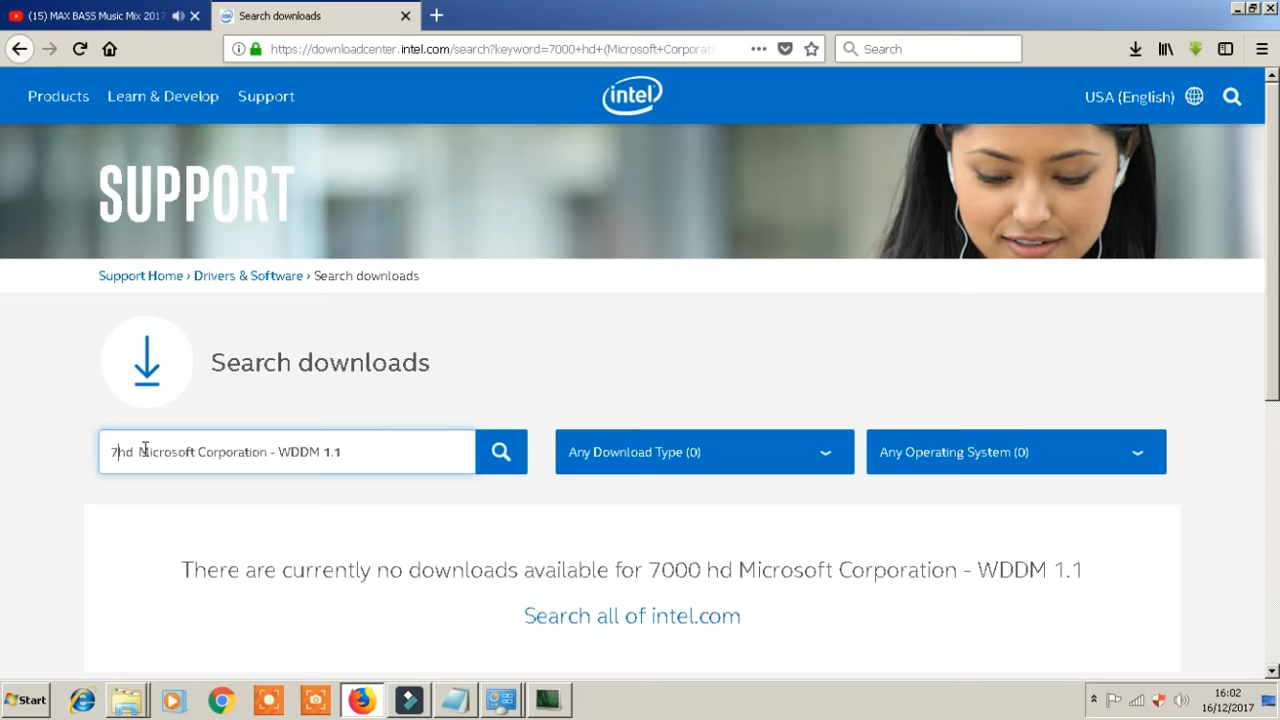 (15) MAX BASS Music Mix 2017
Search downloads
https://downloadcenter.intel.com/search?keyword=7000+hd+(Microsoft+Corporati
Search
Products
Learn & Develop
Support
intel
USA (English)
SUPPORT
Support Home › Drivers & Software › Search downloads
Search downloads
7hd Microsoft Corporation - WDDM 1.1
Any Download Type (0)
Any Operating System (0)
There are currently no downloads available for 7000 hd Microsoft Corporation - WDDM 1.1
Search all of intel.com
Start
16:02
16/12/2017